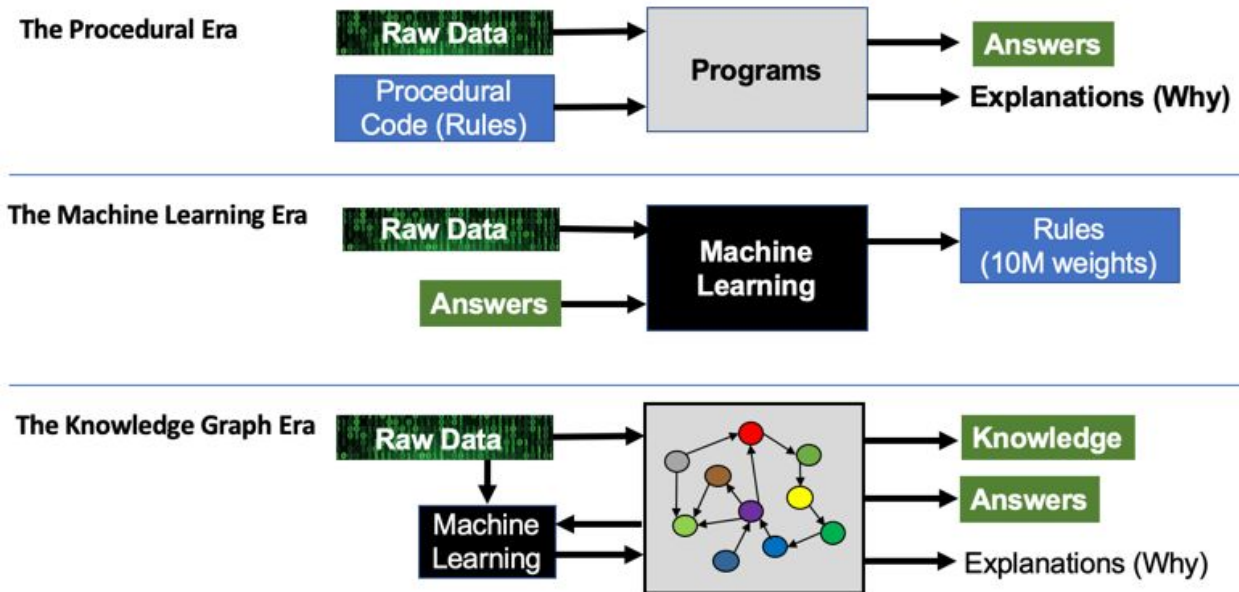 The Procedural Era
Raw Data
Procedural
Code (Rules)
Programs
Answers
Explanations (Why)
The Machine Learning Era
Raw Data
Answers
Machine
Learning
Rules
(10M weights)
The Knowledge Graph Era
Raw Data
Machine
Learning
Knowledge
Answers
Explanations (Why)